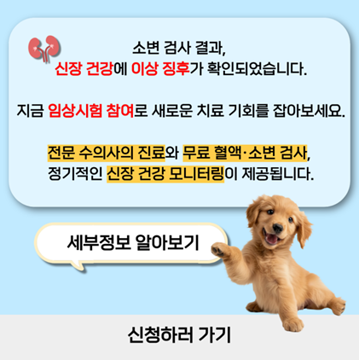 소변 검사 결과,
신장 건강에 이상 징후가 확인되었습니다.
지금 임상시험 참여로 새로운 치료 기회를 잡아보세요.
전문 수의사의 진료와 무료 혈액·소변 검사,
정기적인 신장 건강 모니터링이 제공됩니다.
세부정보 알아보기
신청하러 가기